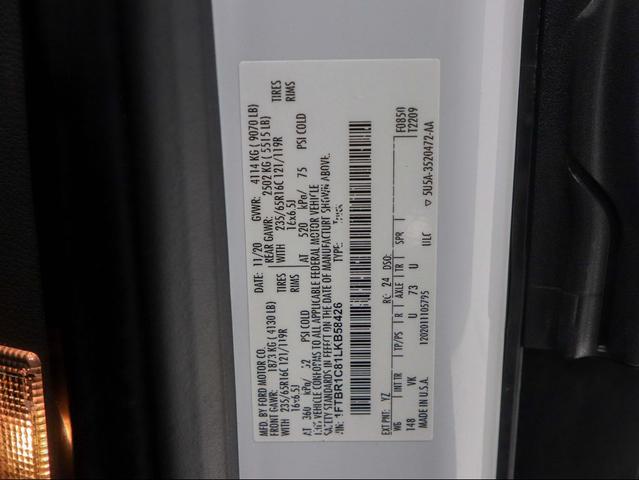 MFD. BY FORD MOTOR CO.
11/20
GVWR: 4114 KG ( 9070 LB)
FRONT GAWR: 1873 KG ( 4130 LB)
REAR GAWR: 2502 KG ( 5515 LB)
WITH 235/65R16C 121/119R TIRES
WITH 235/65R16C 121/119R TIRES
16x6.5J RIMS
16x6.5J RIMS
AT 360 kPa/ 52 PSI COLD
AT 520 kPa/ 75 PSI COLD
THIS VEHICLE CONFORMS TO ALL APPLICABLE FEDERAL MOTOR VEHICLE
SAFETY STANDARDS IN EFFECT ON THE DATE OF MANUFACTURE SHOWN ABOVE.
VIN: 1FTBR1C81LKB58426
TYPE: TRUCK
F0850
T2209
EXT PNT: YZ RC: 24 DSO:
WB INT TR TP/PS R AXLE TR SPR
148 VK U 73 U ULC
▽ 5U5A-3520472-AA
MADE IN U.S.A. 1202011105795